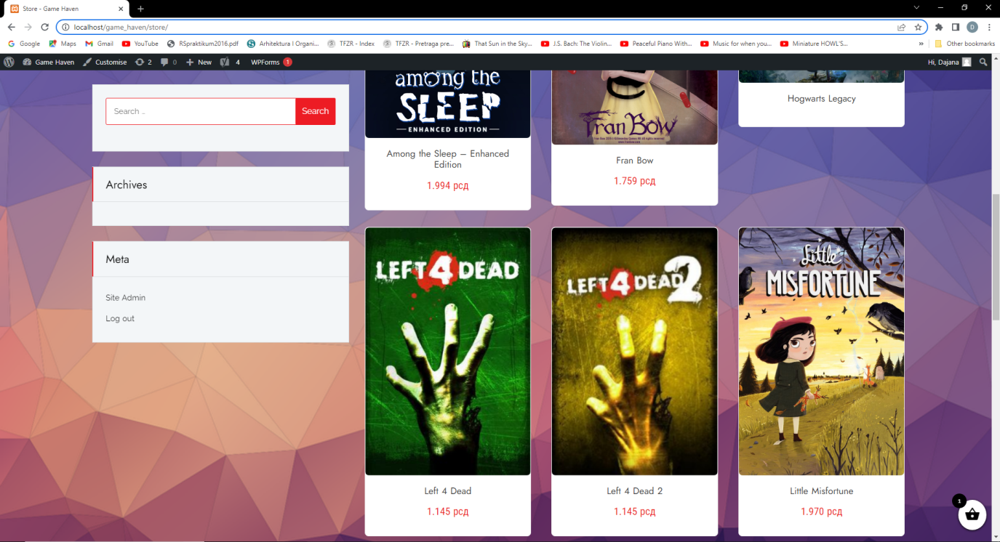 Store - Game Haven
localhost/game_haven/store/
Google Maps Gmail YouTube RSpraktikum2016.pdf Arhitektura I Organi... TFZR - Index TFZR - Pretraga pre... That Sun in the Sky... J.S. Bach: The Violin... Peaceful Piano With... Music for when you... Miniature HOWL'S... » Other bookmarks
Game Haven Customise 2 0 New 4 WPForms 1 Hi, Dajana
D
Search …
Search
Archives
Meta
Site Admin
Log out
among the
SLEEP
ENHANCED EDITION
Among the Sleep – Enhanced
Edition
1.994 рсд
Fran Bow
Fran Bow
1.759 рсд
Hogwarts Legacy
LEFT 4 DEAD
Left 4 Dead
1.145 рсд
LEFT 4 DEAD 2
Left 4 Dead 2
1.145 рсд
Little
MISFORTUNE
Little Misfortune
1.970 рсд
1